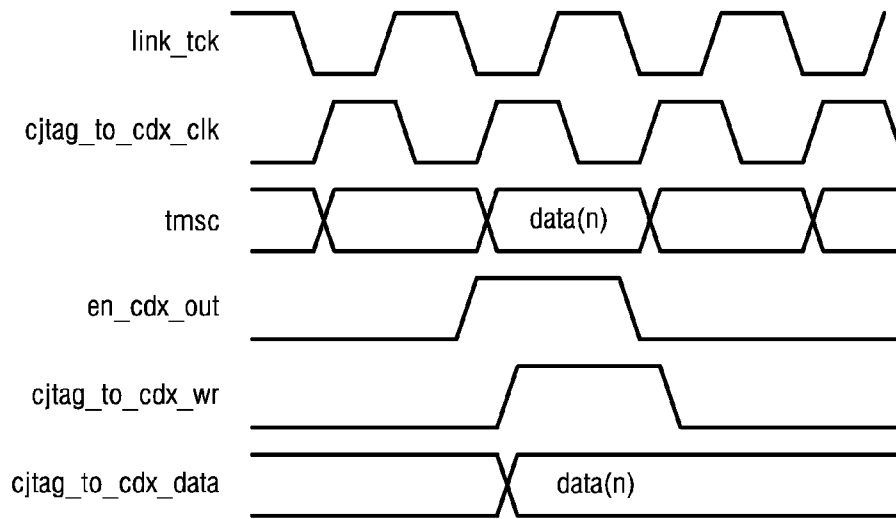 link_tck
cjtag_to_cdx_clk
tmsc
data(n)
en_cdx_out
cjtag_to_cdx_wr
cjtag_to_cdx_data
data(n)